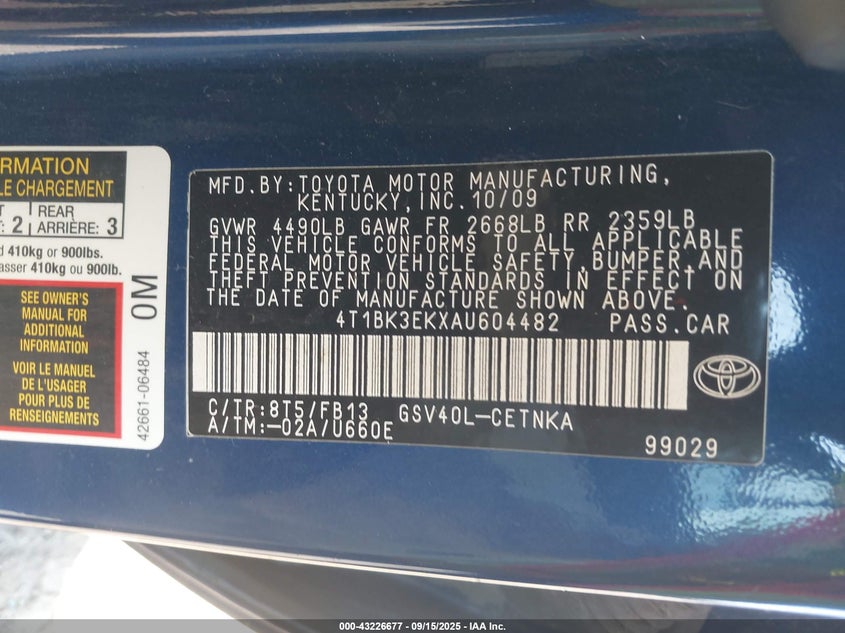 RMATION
LE CHARGEMENT
REAR
: 2 ARRIÈRE: 3
410kg or 900lbs.
asser 410kg ou 900lb.
SEE OWNER'S
MANUAL FOR
ADDITIONAL
INFORMATION
VOIR LE MANUEL
DE L'USAGER
POUR PLUS DE
RENSEIGNEMENTS
0M
42661-06484
MFD.BY:TOYOTA MOTOR MANUFACTURING,
KENTUCKY, INC.10/09
GVWR 4490LB GAWR FR 2668LB RR 2359LB
THIS VEHICLE CONFORMS TO ALL APPLICABLE
FEDERAL MOTOR VEHICLE SAFETY,BUMPER,AND
THEFT PREVENTION STANDARDS IN EFFECT ON
THE DATE OF MANUFACTURE SHOWN ABOVE.
4T1BK3EKXAU604482 PASS.CAR
C/TR:8T5/FB13 GSV40L-CETNKA
A/TM:-02A/U660E
99029
000-43226677 - 09/15/2025 - IAA Inc.